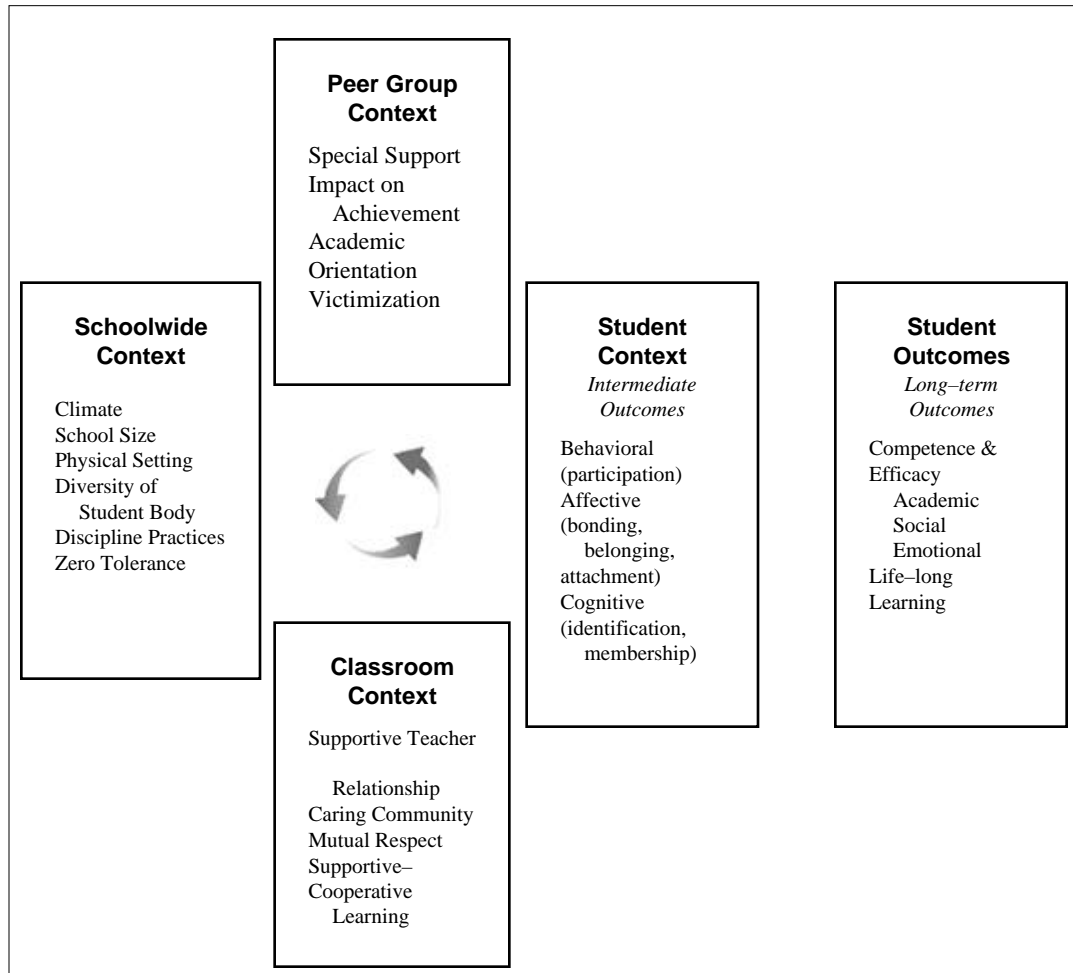 Peer Group
Context
Special Support
Impact on
Achievement
Academic
Orientation
Victimization
Schoolwide
Context
Climate
School Size
Physical Setting
Diversity of
Student Body
Discipline Practices
Zero Tolerance
Student
Context
Intermediate
Outcomes
Behavioral
(participation)
Affective
(bonding,
belonging,
attachment)
Cognitive
(identification,
membership)
Student
Outcomes
Long–term
Outcomes
Competence &
Efficacy
Academic
Social
Emotional
Life–long
Learning
Classroom
Context
Supportive Teacher
Relationship
Caring Community
Mutual Respect
Supportive–
Cooperative
Learning